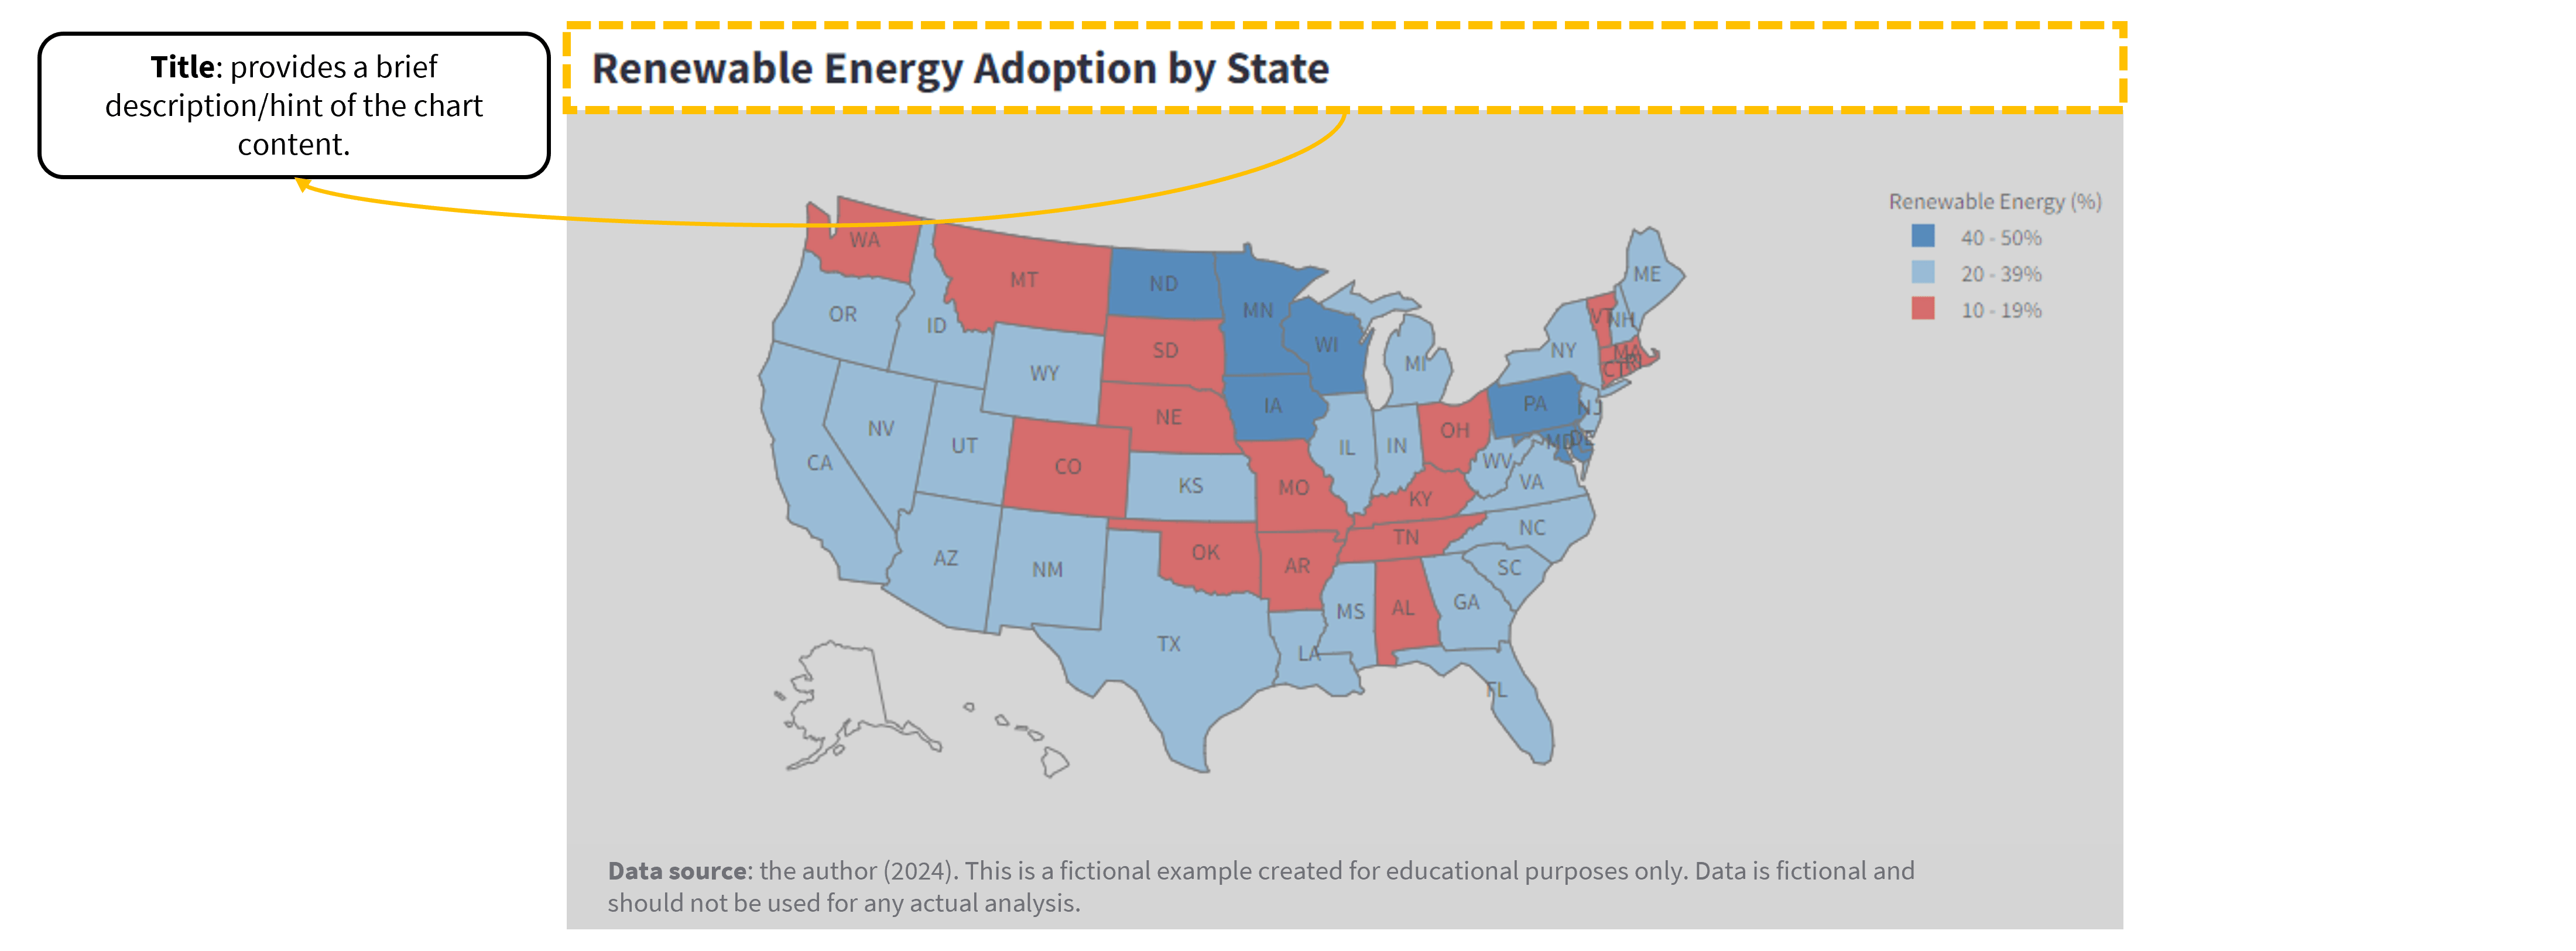 Title: provides a brief
description/hint of the chart
content.
Renewable Energy Adoption by State
Renewable Energy (%)
40 - 50%
20 - 39%
10 - 19%
WA
MT
ND
MN
OR
ID
WY
SD
WI
MI
NY
VT
NH
ME
MA
RI
CT
NV
UT
CO
NE
IA
IL
IN
OH
PA
NJ
MD
DE
CA
KS
MO
KY
WV
VA
AZ
NM
OK
AR
TN
NC
SC
TX
LA
MS
AL
GA
FL
Data source: the author (2024). This is a fictional example created for educational purposes only. Data is fictional and
should not be used for any actual analysis.